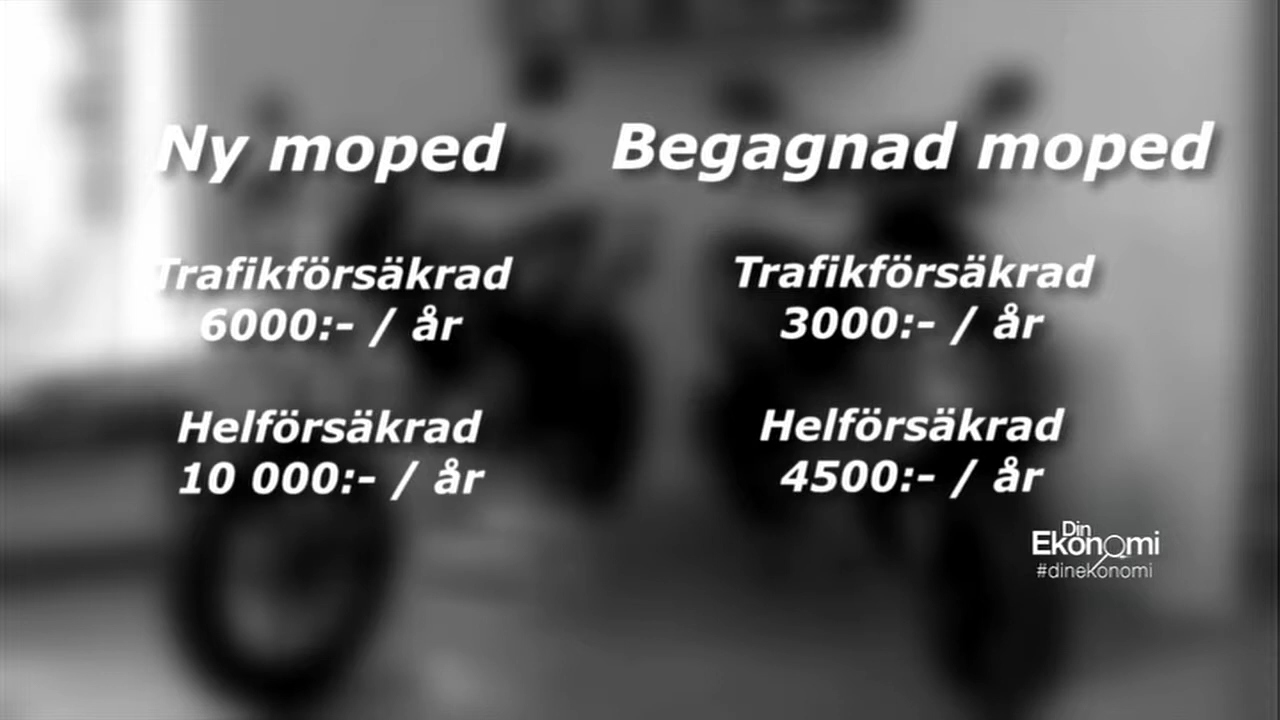 Ny moped
Trafikförsäkrad
6000:- / år
Helförsäkrad
10 000:- / år
Begagnad moped
Trafikförsäkrad
3000:- / år
Helförsäkrad
4500:- / år
Din
Ekonomi
#dinekonomi